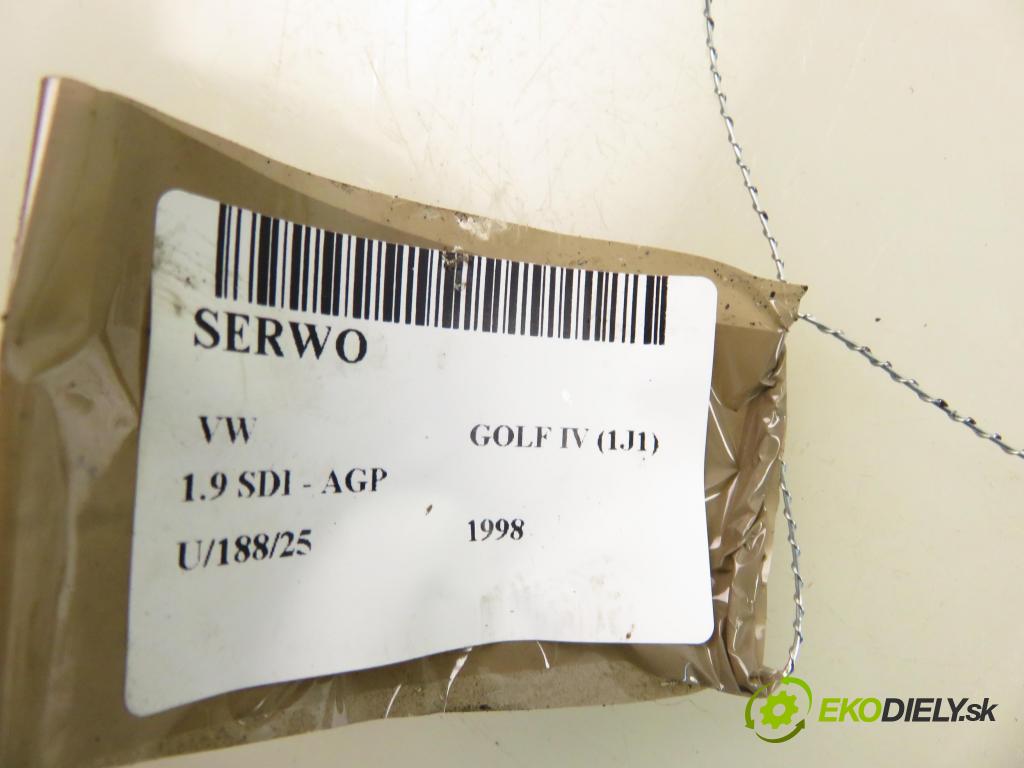 SERWO
VW GOLF IV (1J1)
1.9 SDI - AGP
U/188/25 1998
EKODIELY.sk